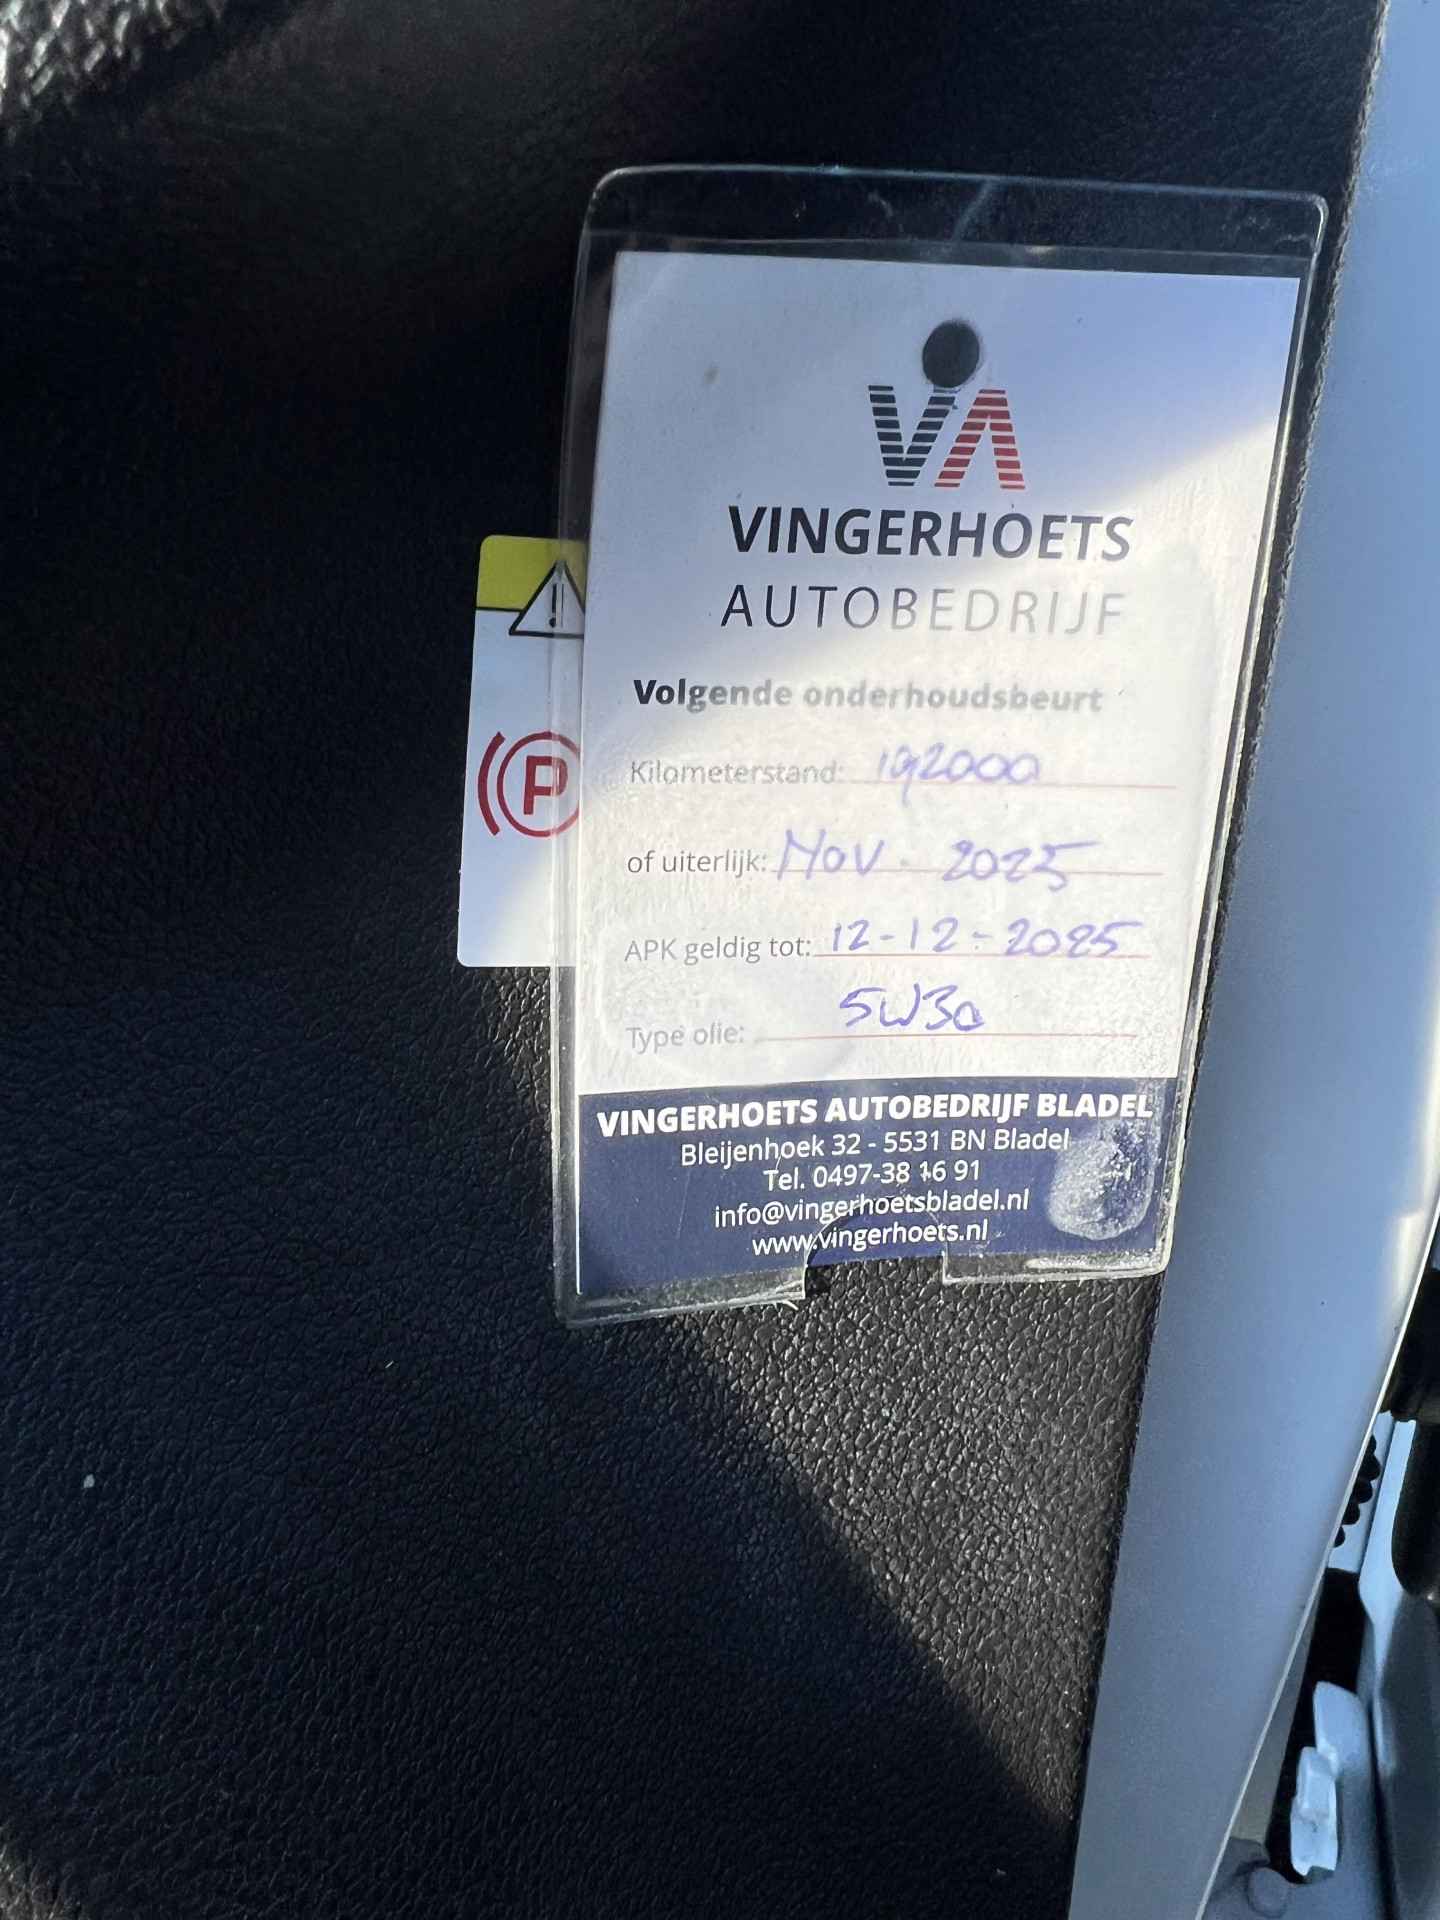 VA
VINGERHOETS
AUTOBEDRIJF
Volgende onderhoudsbeurt
Kilometerstand: 192000
of uiterlijk: Nov. 2025
APK geldig tot: 12-12-2025
Type olie: 5W30
P
VINGERHOETS AUTOBEDRIJF BLADEL
Bleijenhoek 32 - 5531 BN Bladel
Tel. 0497-38 16 91
info@vingerhoetsbladel.nl
www.vingerhoets.nl